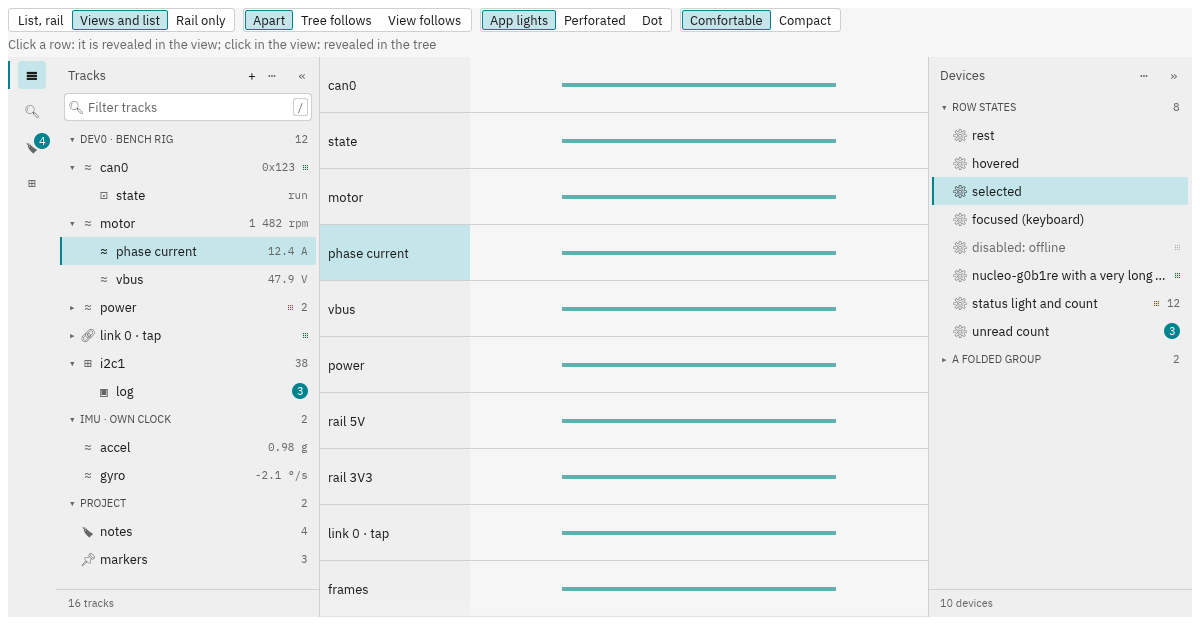 List, rail Views and list Rail only Apart Tree follows View follows App lights Perforated Dot Comfortable Compact
Click a row: it is revealed in the view; click in the view: revealed in the tree
Tracks + ··· «
Filter tracks /
4
DEV0 · BENCH RIG 12
can0 0x123
state run
motor 1 482 rpm
phase current 12.4 A
vbus 47.9 V
power 2
link 0 · tap
i2c1 38
log 3
IMU · OWN CLOCK 2
accel 0.98 g
gyro -2.1 °/s
PROJECT 2
notes 4
markers 3
16 tracks
can0
state
motor
phase current
vbus
power
rail 5V
rail 3V3
link 0 · tap
frames
Devices ··· »
ROW STATES 8
rest
hovered
selected
focused (keyboard)
disabled: offline
nucleo-g0b1re with a very long ...
status light and count 12
unread count 3
A FOLDED GROUP 2
10 devices